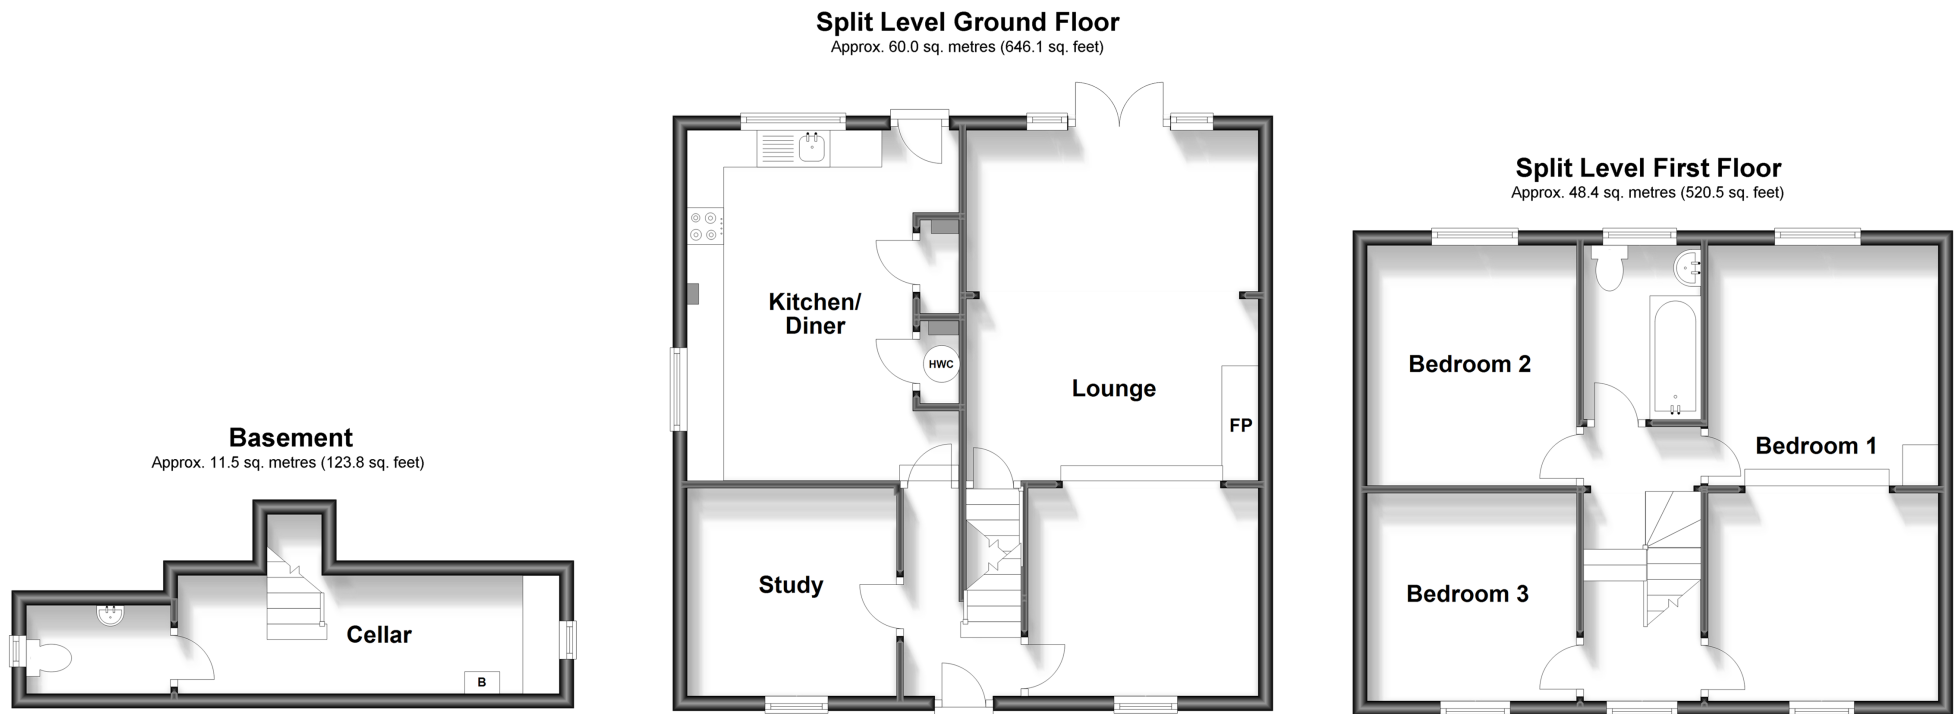 Split Level Ground Floor
Approx. 60.0 sq. metres (646.1 sq. feet)
Kitchen/
Diner
HWC
Lounge
FP
Study
Split Level First Floor
Approx. 48.4 sq. metres (520.5 sq. feet)
Bedroom 2
Bedroom 1
Bedroom 3
Basement
Approx. 11.5 sq. metres (123.8 sq. feet)
Cellar
B